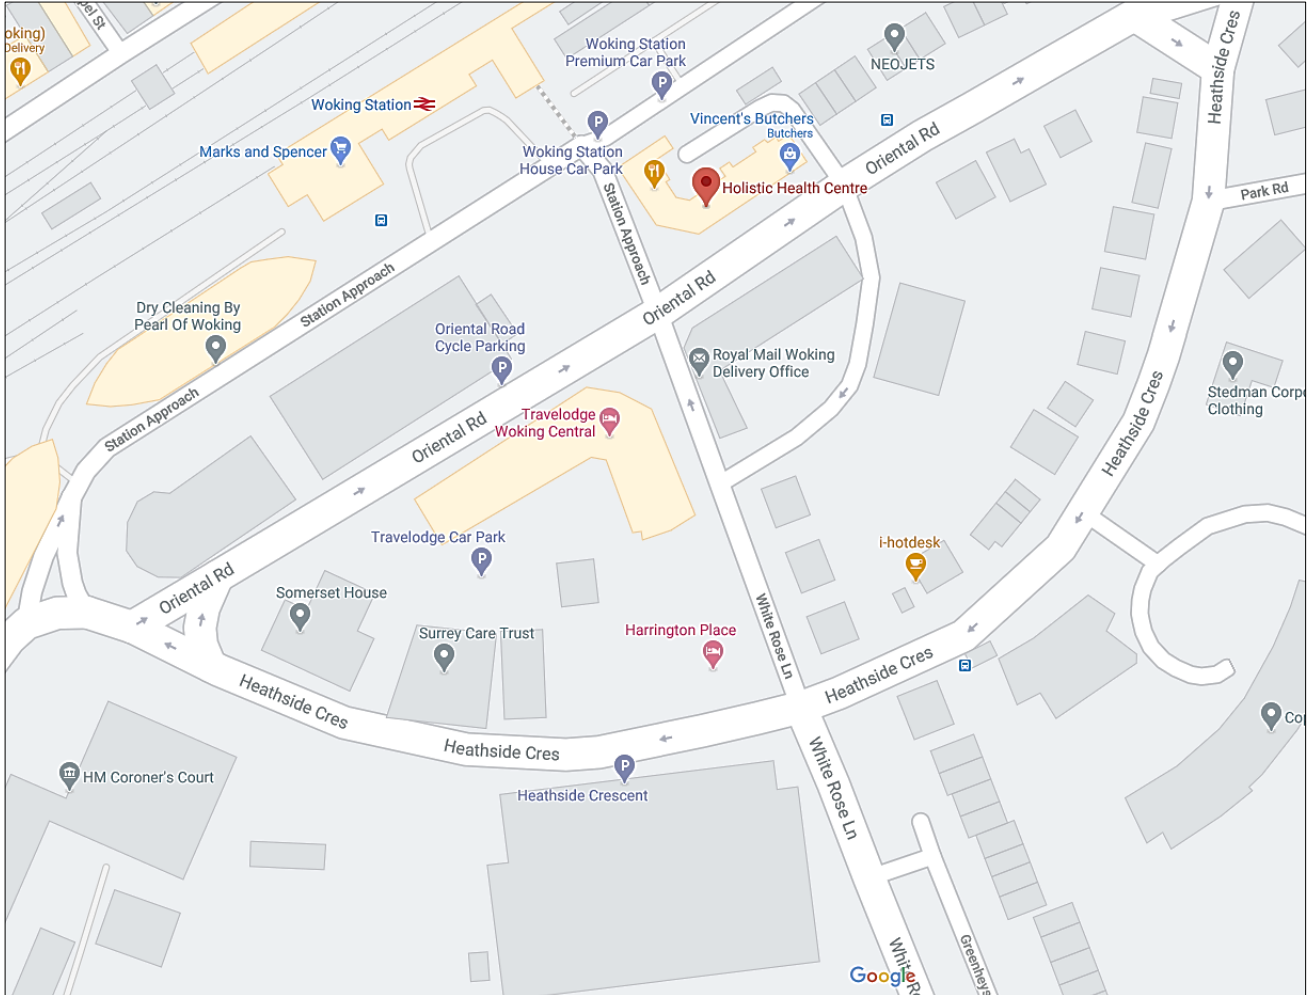 pel St
oking)
Delivery
Woking Station
Premium Car Park
NEOJETS
Heathside Cres
Woking Station
Marks and Spencer
Woking Station
House Car Park
Vincent's Butchers
Butchers
Oriental Rd
Holistic Health Centre
Park Rd
Station Approach
Station Approach
Oriental Rd
Dry Cleaning By
Pearl Of Woking
Oriental Road
Cycle Parking
Royal Mail Woking
Delivery Office
Stedman Corpo
Clothing
Station Approach
Travelodge
Woking Central
Oriental Rd
Heathside Cres
Travelodge Car Park
i-hotdesk
Oriental Rd
Somerset House
Surrey Care Trust
Harrington Place
White Rose Ln
Heathside Cres
Heathside Cres
Heathside Cres
Cop
HM Coroner's Court
Heathside Crescent
White Rose Ln
Greenheys
White Ro
Google